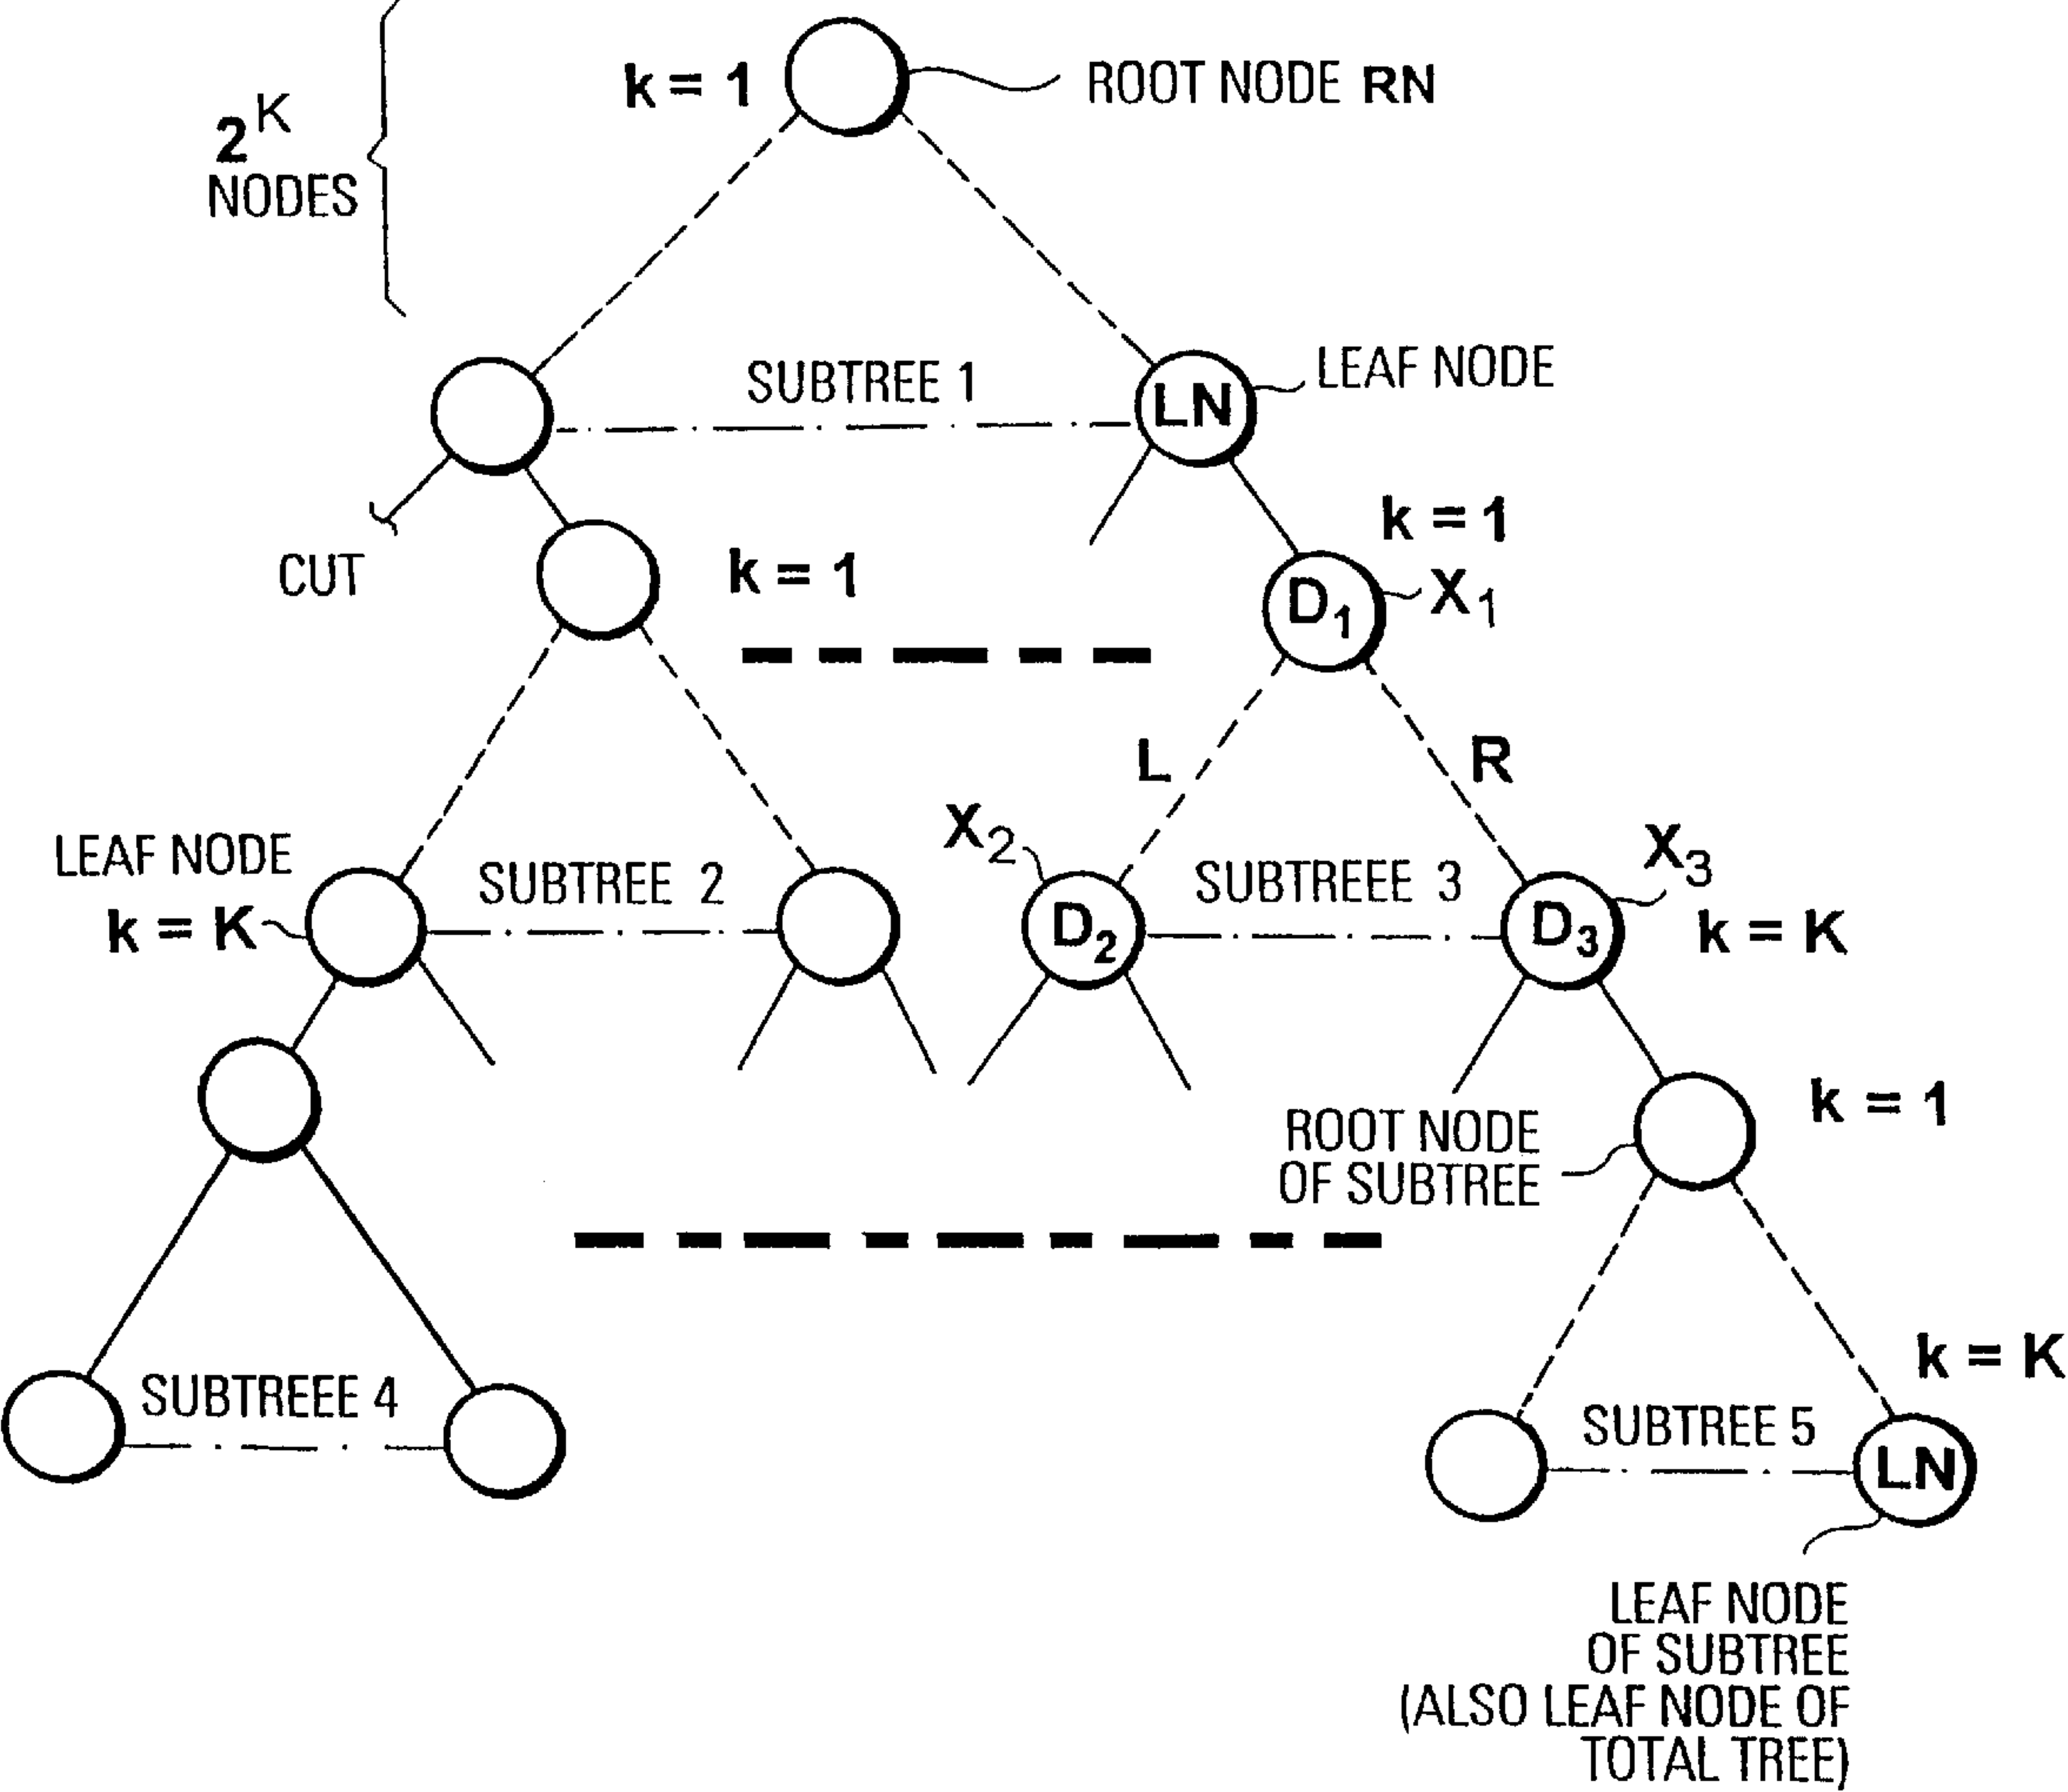 k = 1
ROOT NODE RN
2^K
NODES
SUBTREE 1
LN
LEAF NODE
CUT
k = 1
k = 1
D₁
X₁
L
R
X₂
X₃
LEAF NODE
k = K
SUBTREE 2
D₂
SUBTREEE 3
D₃
k = K
k = 1
ROOT NODE
OF SUBTREE
SUBTREEE 4
k = K
SUBTREE 5
LN
LEAF NODE
OF SUBTREE
(ALSO LEAF NODE OF
TOTAL TREE)